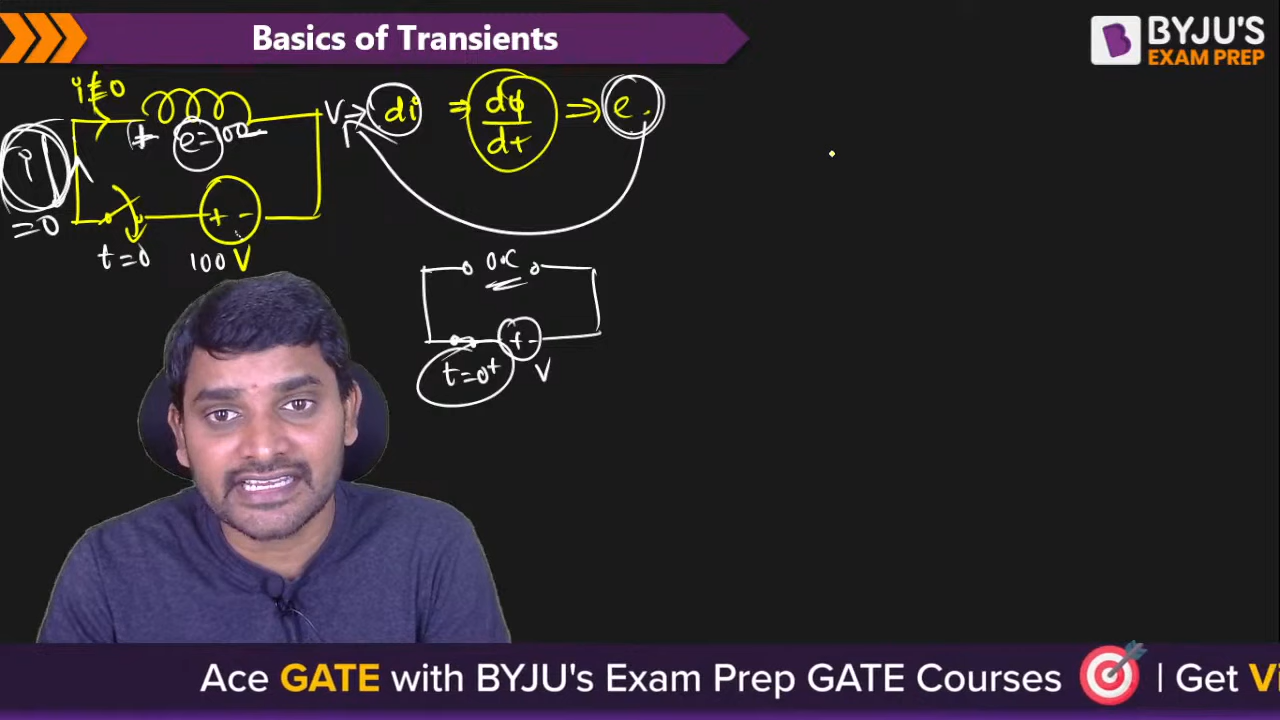 Basics of Transients
BYJU'S
EXAM PREP
V ⇒ di ⇒ dφ/dt ⇒ e
+ e=100
i
=0
+ -
t=0 100 V
O.C
+ -
t=0+ V
Ace GATE with BYJU's Exam Prep GATE Courses | Get Vi